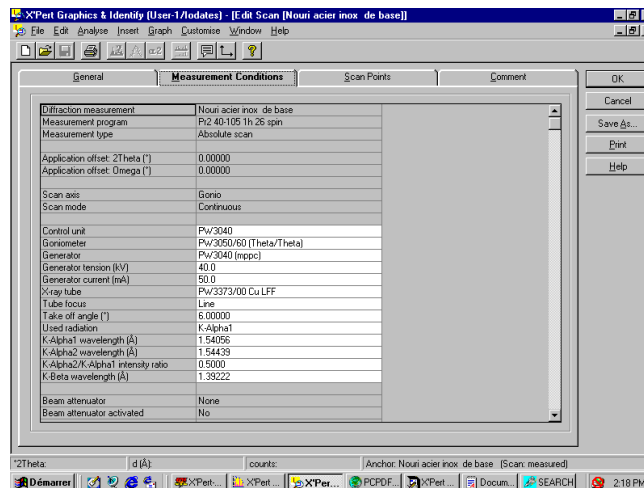 X'Pert Graphics & Identify (User-1/Iodates) - [Edit Scan [Nouri acier inox de base]]
File Edit Analyse Insert Graph Customise Window Help
General Measurement Conditions Scan Points Comment
OK
Cancel
Save As...
Print
Help
Diffraction measurement Nouri acier inox de base
Measurement program Pr2 40-105 1h 26 spin
Measurement type Absolute scan
Application offset: 2Theta (°) 0.00000
Application offset: Omega (°) 0.00000
Scan axis Gonio
Scan mode Continuous
Control unit PW3040
Goniometer PW3050/60 (Theta/Theta)
Generator PW3040 (mppc)
Generator tension (kV) 40.0
Generator current (mA) 50.0
X-ray tube PW3373/00 Cu LFF
Tube focus Line
Take off angle (°) 6.00000
Used radiation K-Alpha1
K-Alpha1 wavelength (Å) 1.54056
K-Alpha2 wavelength (Å) 1.54439
K-Alpha2/K-Alpha1 intensity ratio 0.5000
K-Beta wavelength (Å) 1.39222
Beam attenuator None
Beam attenuator activated No
°2Theta: d (Å): counts: Anchor: Nouri acier inox de base (Scan: measured)
Démarrer XPert-... X'Pert ... X'Per... PCPDF... X'Pert ... Docum... SEARCH 2:18 PM